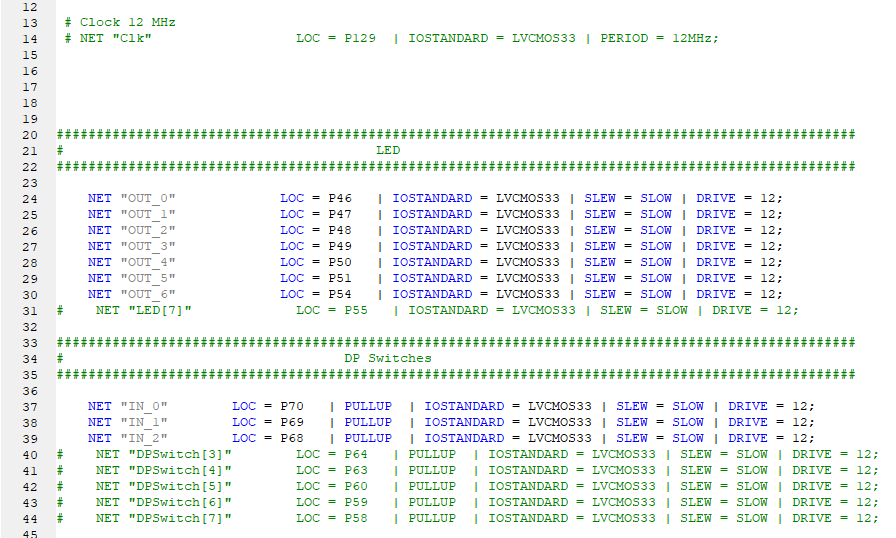 12
13 # Clock 12 MHz
14 # NET "Clk" LOC = P129 | IOSTANDARD = LVCMOS33 | PERIOD = 12MHz;
15
16
17
18
19
20 ####################################################################################################
21 # LED
22 ####################################################################################################
23
24 NET "OUT_0" LOC = P46 | IOSTANDARD = LVCMOS33 | SLEW = SLOW | DRIVE = 12;
25 NET "OUT_1" LOC = P47 | IOSTANDARD = LVCMOS33 | SLEW = SLOW | DRIVE = 12;
26 NET "OUT_2" LOC = P48 | IOSTANDARD = LVCMOS33 | SLEW = SLOW | DRIVE = 12;
27 NET "OUT_3" LOC = P49 | IOSTANDARD = LVCMOS33 | SLEW = SLOW | DRIVE = 12;
28 NET "OUT_4" LOC = P50 | IOSTANDARD = LVCMOS33 | SLEW = SLOW | DRIVE = 12;
29 NET "OUT_5" LOC = P51 | IOSTANDARD = LVCMOS33 | SLEW = SLOW | DRIVE = 12;
30 NET "OUT_6" LOC = P54 | IOSTANDARD = LVCMOS33 | SLEW = SLOW | DRIVE = 12;
31 # NET "LED[7]" LOC = P55 | IOSTANDARD = LVCMOS33 | SLEW = SLOW | DRIVE = 12;
32
33 ####################################################################################################
34 # DP Switches
35 ####################################################################################################
36
37 NET "IN_0" LOC = P70 | PULLUP | IOSTANDARD = LVCMOS33 | SLEW = SLOW | DRIVE = 12;
38 NET "IN_1" LOC = P69 | PULLUP | IOSTANDARD = LVCMOS33 | SLEW = SLOW | DRIVE = 12;
39 NET "IN_2" LOC = P68 | PULLUP | IOSTANDARD = LVCMOS33 | SLEW = SLOW | DRIVE = 12;
40 # NET "DPSwitch[3]" LOC = P64 | PULLUP | IOSTANDARD = LVCMOS33 | SLEW = SLOW | DRIVE = 12;
41 # NET "DPSwitch[4]" LOC = P63 | PULLUP | IOSTANDARD = LVCMOS33 | SLEW = SLOW | DRIVE = 12;
42 # NET "DPSwitch[5]" LOC = P60 | PULLUP | IOSTANDARD = LVCMOS33 | SLEW = SLOW | DRIVE = 12;
43 # NET "DPSwitch[6]" LOC = P59 | PULLUP | IOSTANDARD = LVCMOS33 | SLEW = SLOW | DRIVE = 12;
44 # NET "DPSwitch[7]" LOC = P58 | PULLUP | IOSTANDARD = LVCMOS33 | SLEW = SLOW | DRIVE = 12;
45